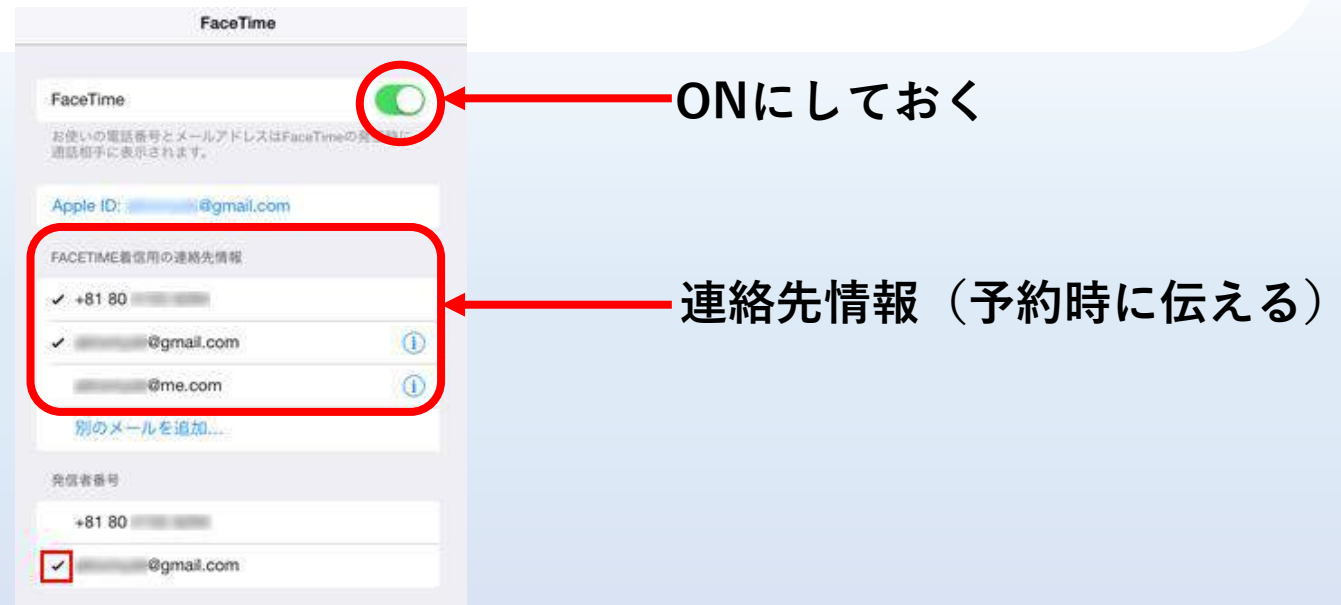 FaceTime
FaceTime
ONにしておく
お使いの電話番号とメールアドレスはFaceTimeの発
通話相手に表示されます。
Apple ID: @gmail.com
FACETIME着信用の連絡先情報
✓ +81 80
連絡先情報（予約時に伝える）
✓ @gmail.com
@me.com
別のメールを追加...
発信者番号
+81 80
✓ @gmail.com